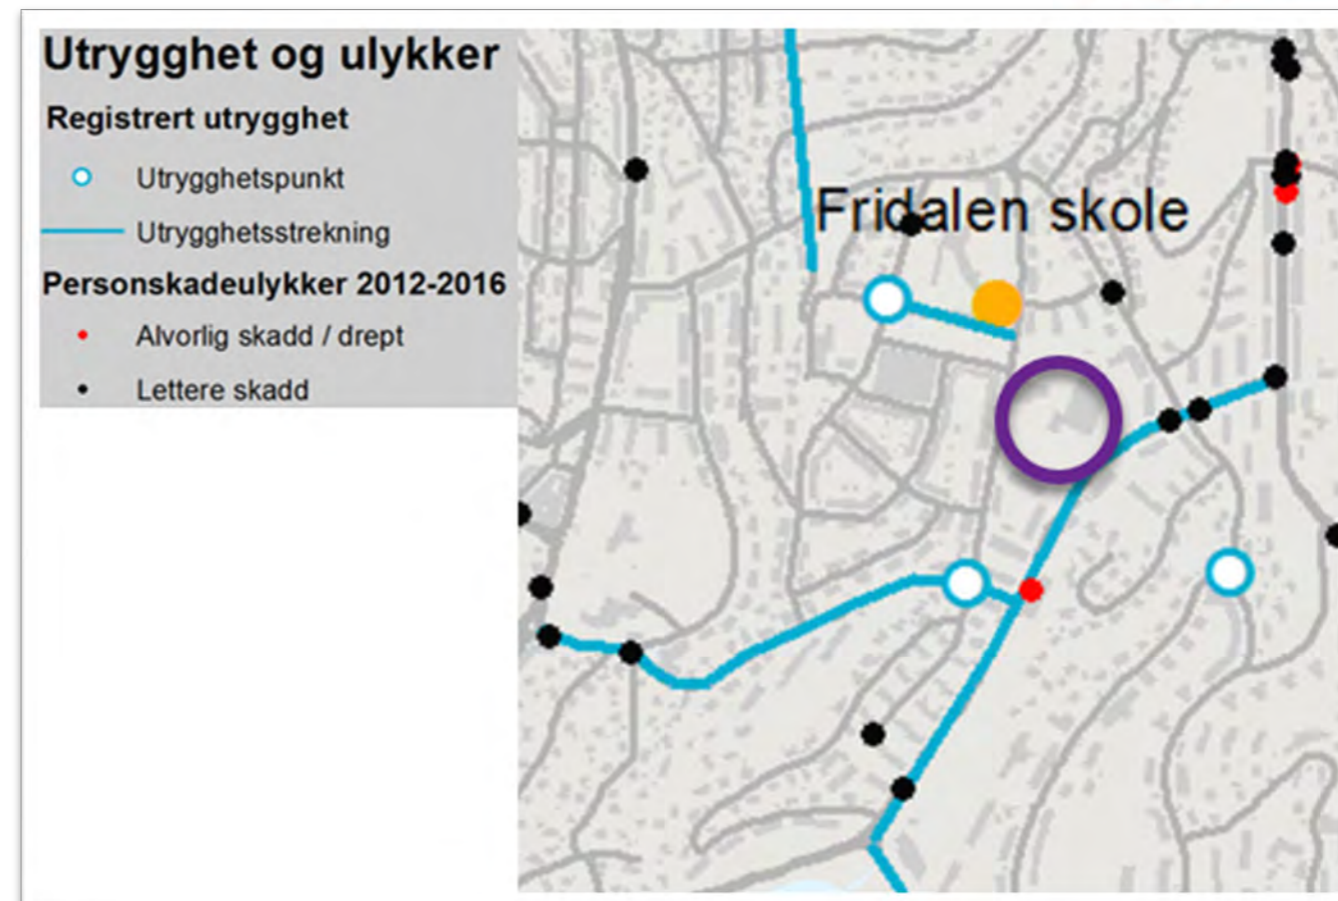 Utrygghet og ulykker
Registrert utrygghet
Utrygghetspunkt
Utrygghetsstrekning
Personskadeulykker 2012-2016
Alvorlig skadd / drept
Lettere skadd
Fridalen skole